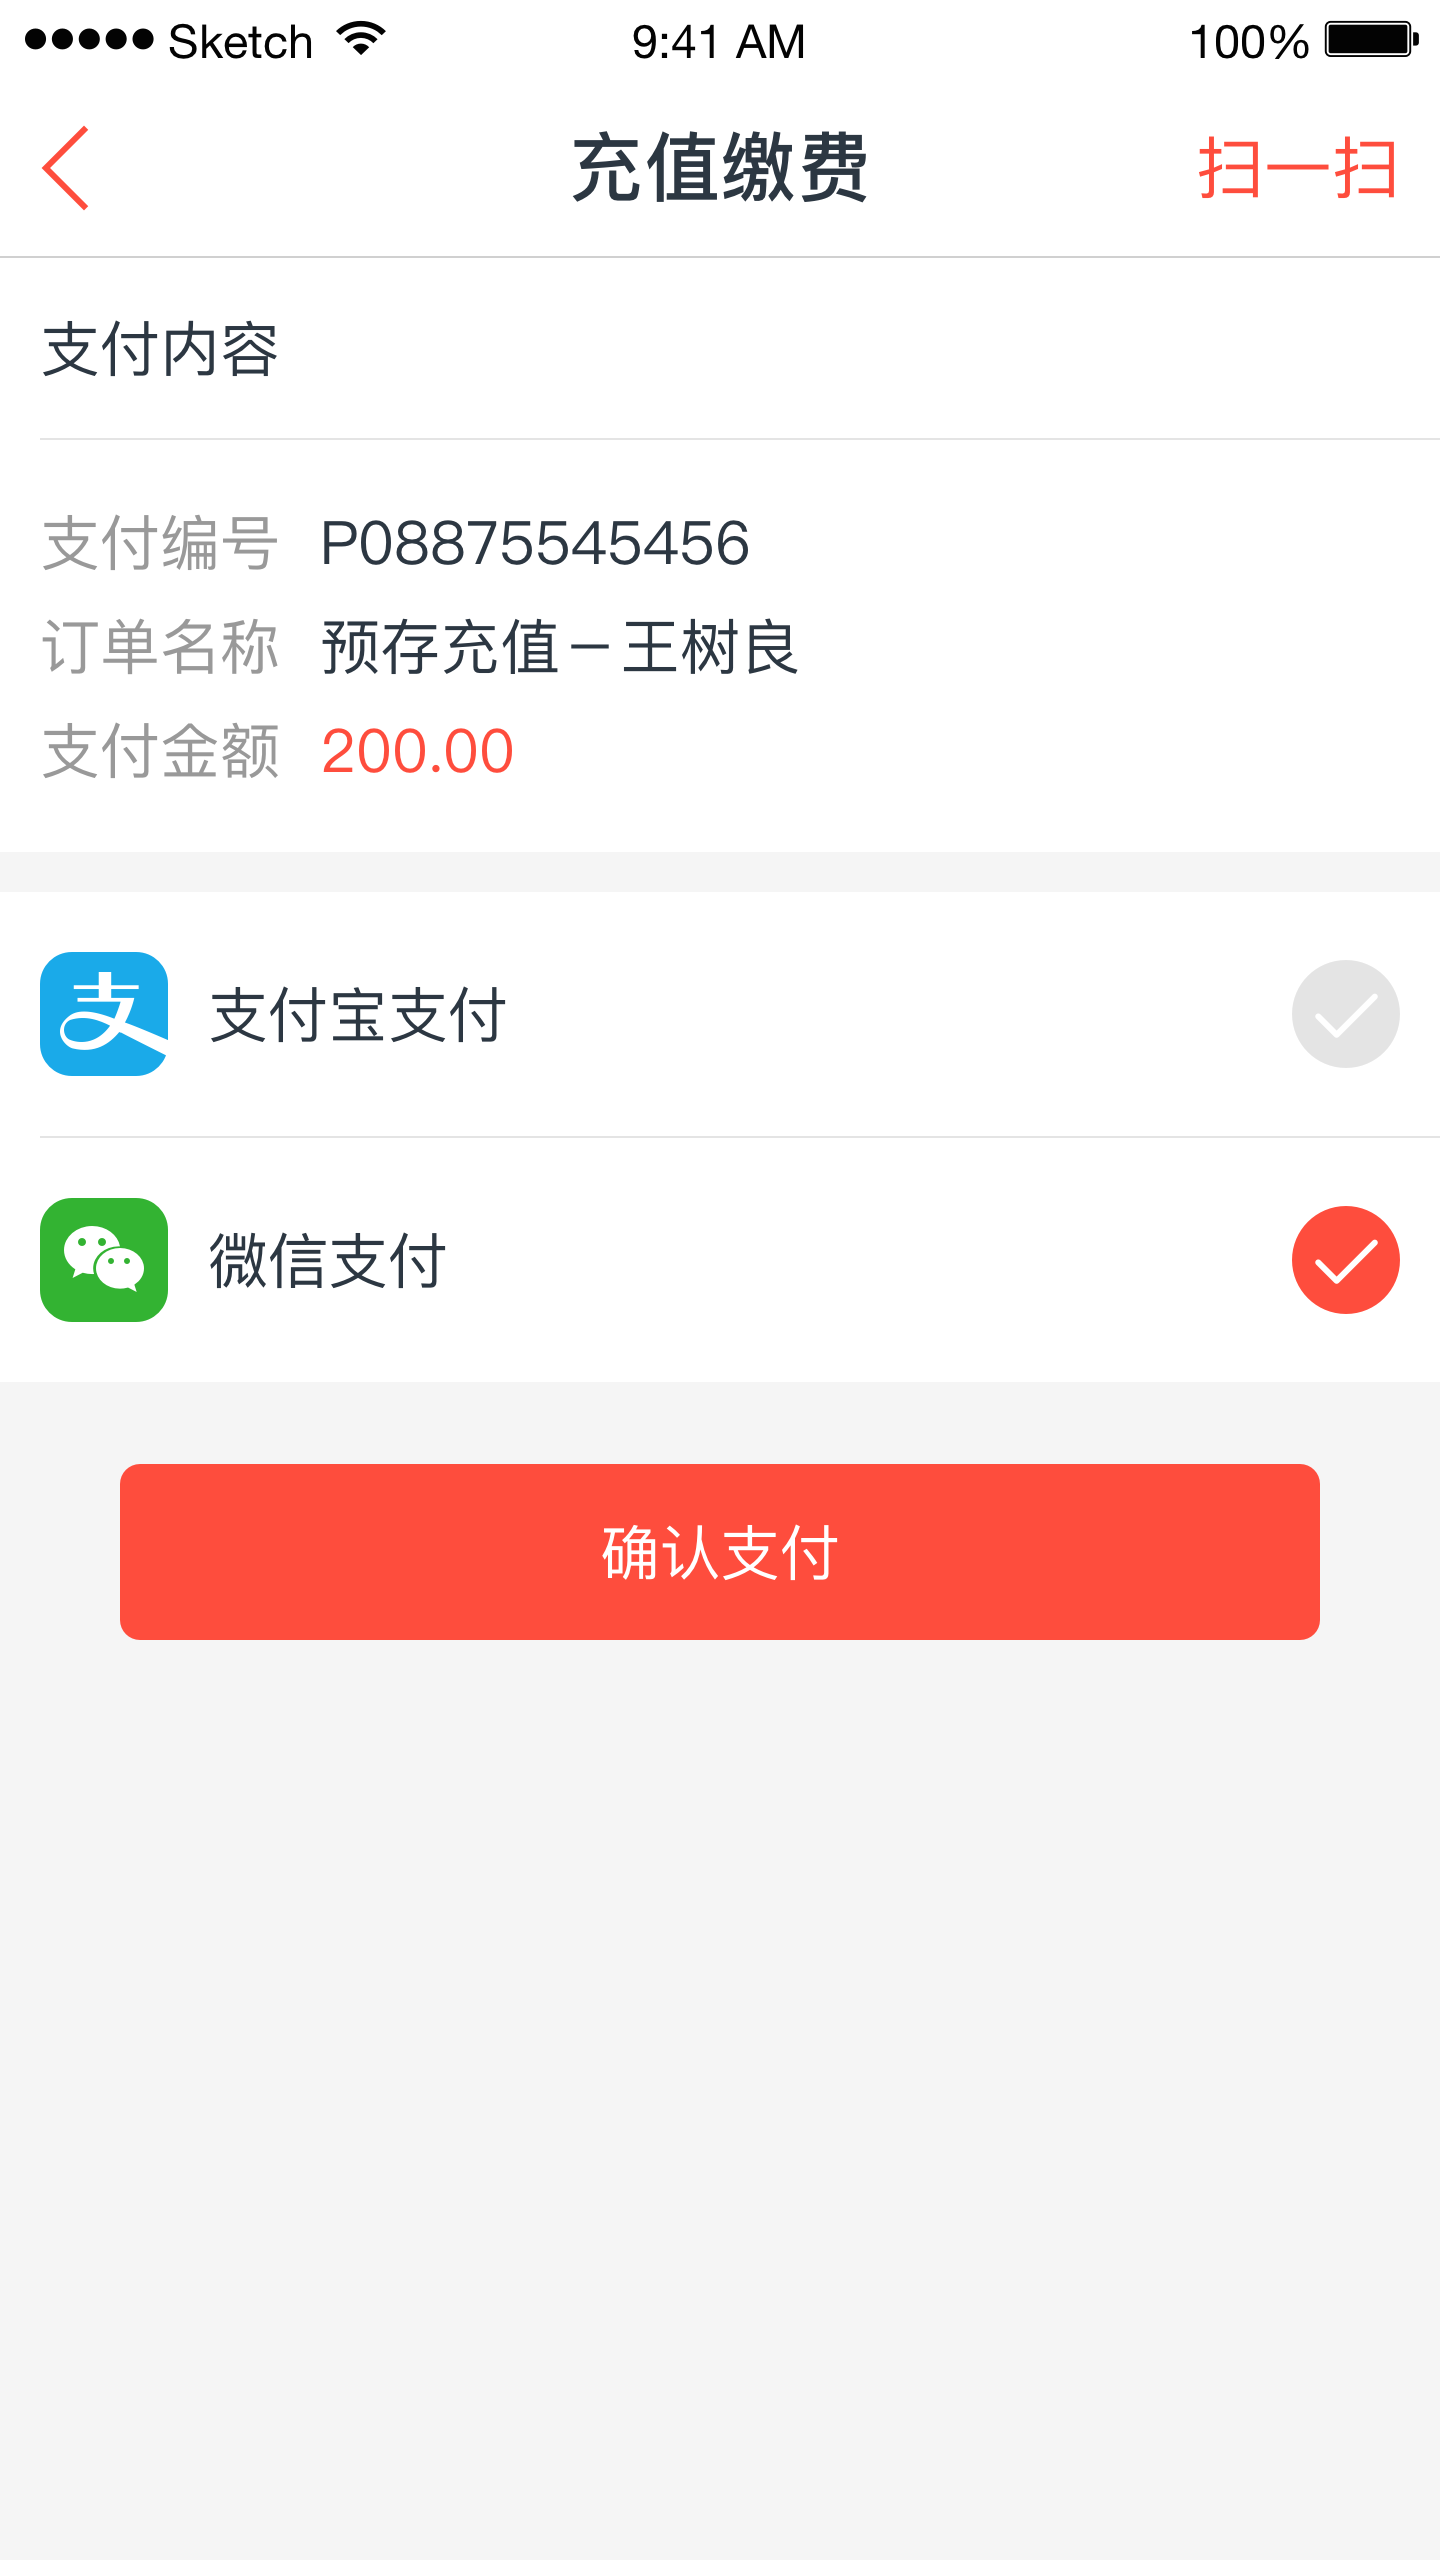 Sketch 9:41 AM 100%
充值缴费 扫一扫
支付内容
支付编号 P08875545456
订单名称 预存充值－王树良
支付金额 200.00
支 支付宝支付
微信支付
确认支付